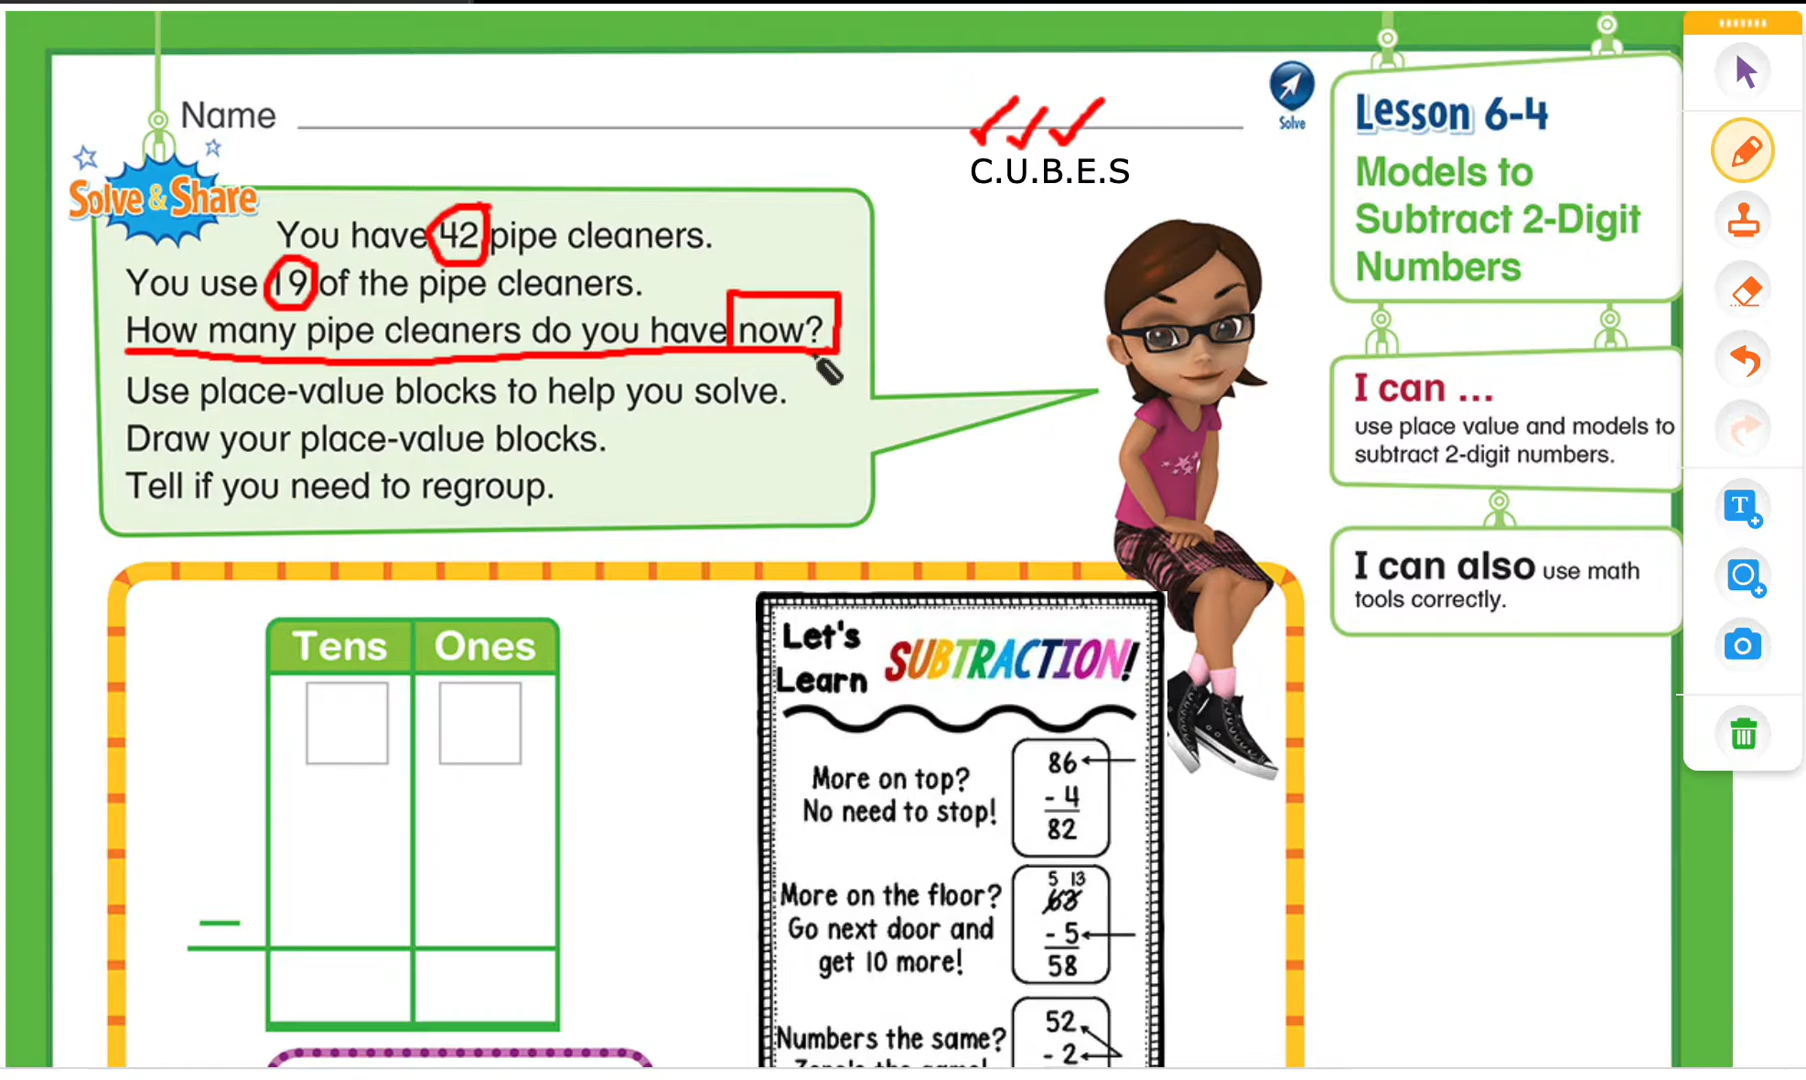 Name
C.U.B.E.S
Solve
Solve & Share
You have 42 pipe cleaners.
You use 19 of the pipe cleaners.
How many pipe cleaners do you have now?
Use place-value blocks to help you solve.
Draw your place-value blocks.
Tell if you need to regroup.
Lesson 6-4
Models to
Subtract 2-Digit
Numbers
I can ...
use place value and models to
subtract 2-digit numbers.
I can also use math
tools correctly.
T
Tens Ones
Let's
Learn
SUBTRACTION!
More on top?
No need to stop!
86
- 4
82
More on the floor?
Go next door and
get 10 more!
5 13
63
- 5
58
Numbers the same?
52
- 2